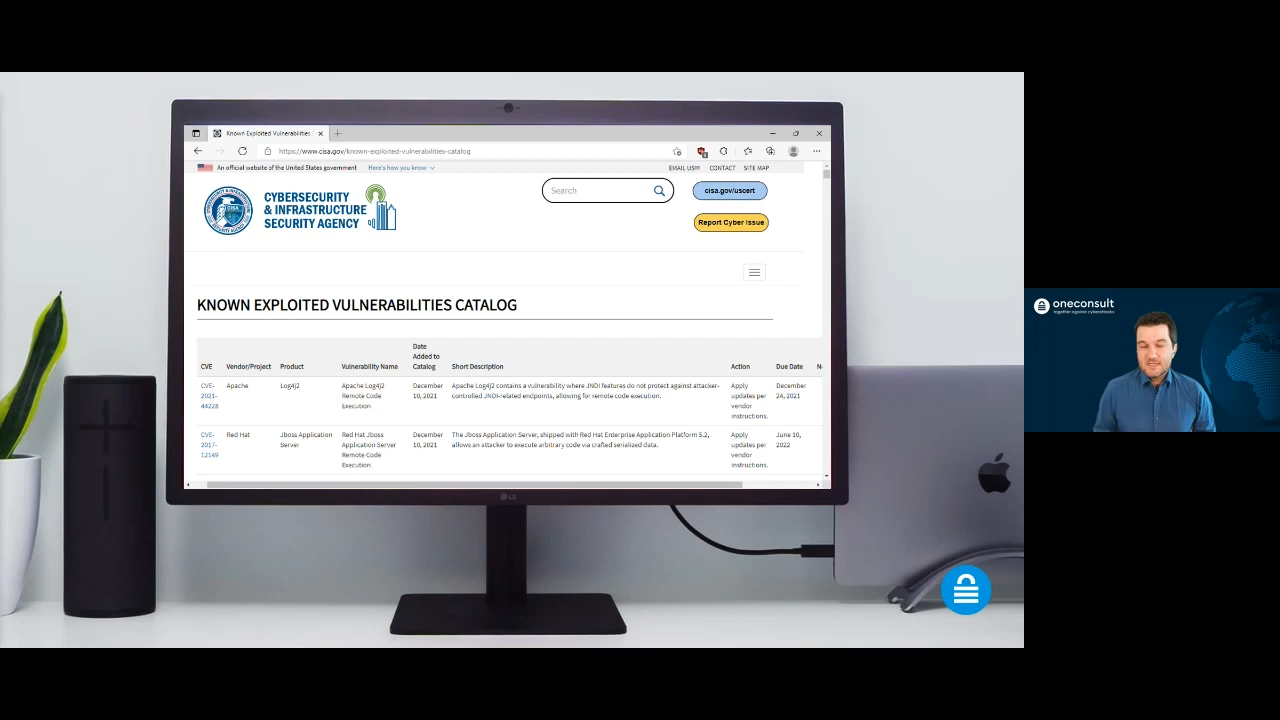 Known Exploited Vulnerabilities
https://www.cisa.gov/known-exploited-vulnerabilities-catalog
An official website of the United States government Here's how you know
EMAIL US CONTACT SITE MAP
CYBERSECURITY
& INFRASTRUCTURE
SECURITY AGENCY
Search
cisa.gov/uscert
Report Cyber Issue
KNOWN EXPLOITED VULNERABILITIES CATALOG
CVE Vendor/Project Product Vulnerability Name Date Added to Catalog Short Description Action Due Date
CVE-2021-44228 Apache Log4j2 Apache Log4j2 Remote Code Execution December 10, 2021 Apache Log4j2 contains a vulnerability where JNDI features do not protect against attacker-controlled JNDI-related endpoints, allowing for remote code execution. Apply updates per vendor instructions. December 24, 2021
CVE-2017-12149 Red Hat Jboss Application Server Red Hat Jboss Application Server Remote Code Execution December 10, 2021 The Jboss Application Server, shipped with Red Hat Enterprise Application Platform 5.2, allows an attacker to execute arbitrary code via crafted serialized data. Apply updates per vendor instructions. June 10, 2022
LG
oneconsult
together against cyberattacks